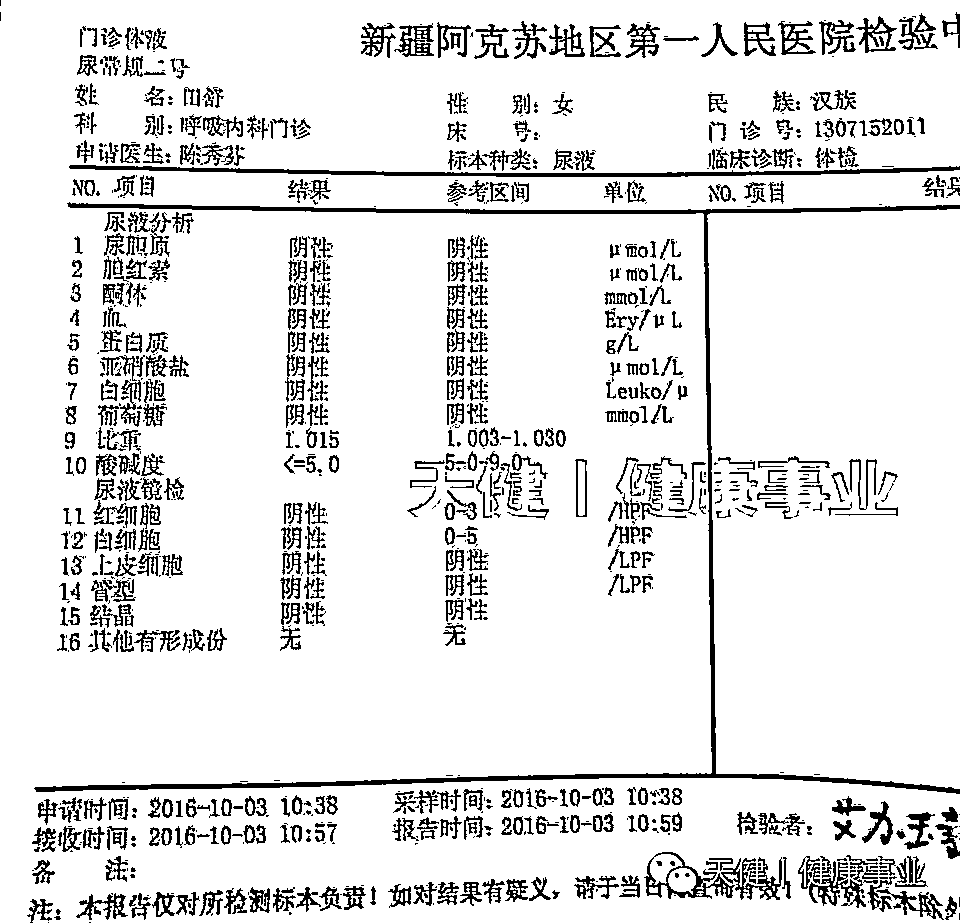 门诊体液
尿常规二号
新疆阿克苏地区第一人民医院检验中
姓 名: 田舒
性 别: 女
民 族: 汉族
科 别: 呼吸内科门诊
床 号:
门 诊 号: 1307152011
申请医生: 陈秀芬
标本种类: 尿液
临床诊断: 体检
NO. 项目 结果 参考区间 单位 NO. 项目 结果
尿液分析
1 尿胆原 阴性 阴性 μmol/L
2 胆红素 阴性 阴性 μmol/L
3 酮体 阴性 阴性 mmol/L
4 血 阴性 阴性 Ery/μL
5 蛋白质 阴性 阴性 g/L
6 亚硝酸盐 阴性 阴性 μmol/L
7 白细胞 阴性 阴性 Leuko/μ
8 葡萄糖 阴性 阴性 mmol/L
9 比重 1.015 1.003-1.030
10 酸碱度 <=5.0 5.0-9.0
天健丨健康事业
尿液镜检
11 红细胞 阴性 0-3 /HPF
12 白细胞 阴性 0-5 /HPF
13 上皮细胞 阴性 阴性 /LPF
14 管型 阴性 阴性 /LPF
15 结晶 阴性 阴性
16 其他有形成份 无 无
申请时间: 2016-10-03 10:38
采样时间: 2016-10-03 10:38
接收时间: 2016-10-03 10:57
报告时间: 2016-10-03 10:59
检验者:
备 注:
天健丨健康事业
注: 本报告仅对所检测标本负责! 如对结果有疑义, 请于当日 有效! (特殊标本除外